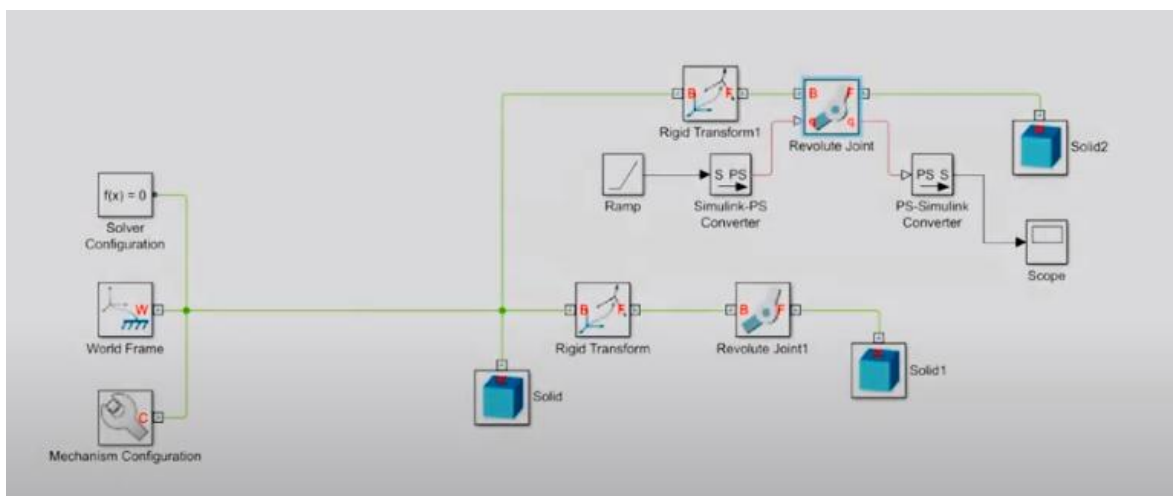 B F
Rigid Transform1
B F
q q
Revolute Joint
Solid2
Ramp
S PS
Simulink-PS
Converter
PS S
PS-Simulink
Converter
Scope
f(x) = 0
Solver
Configuration
W
World Frame
C
Mechanism Configuration
Solid
B F
Rigid Transform
B F
Revolute Joint1
Solid1